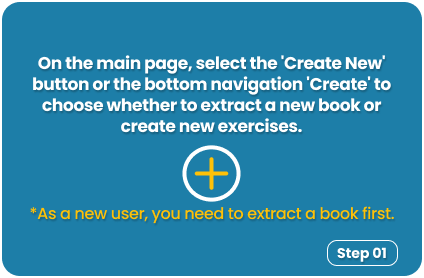 On the main page, select the 'Create New'
button or the bottom navigation 'Create' to
choose whether to extract a new book or
create new exercises.
*As a new user, you need to extract a book first.
Step 01